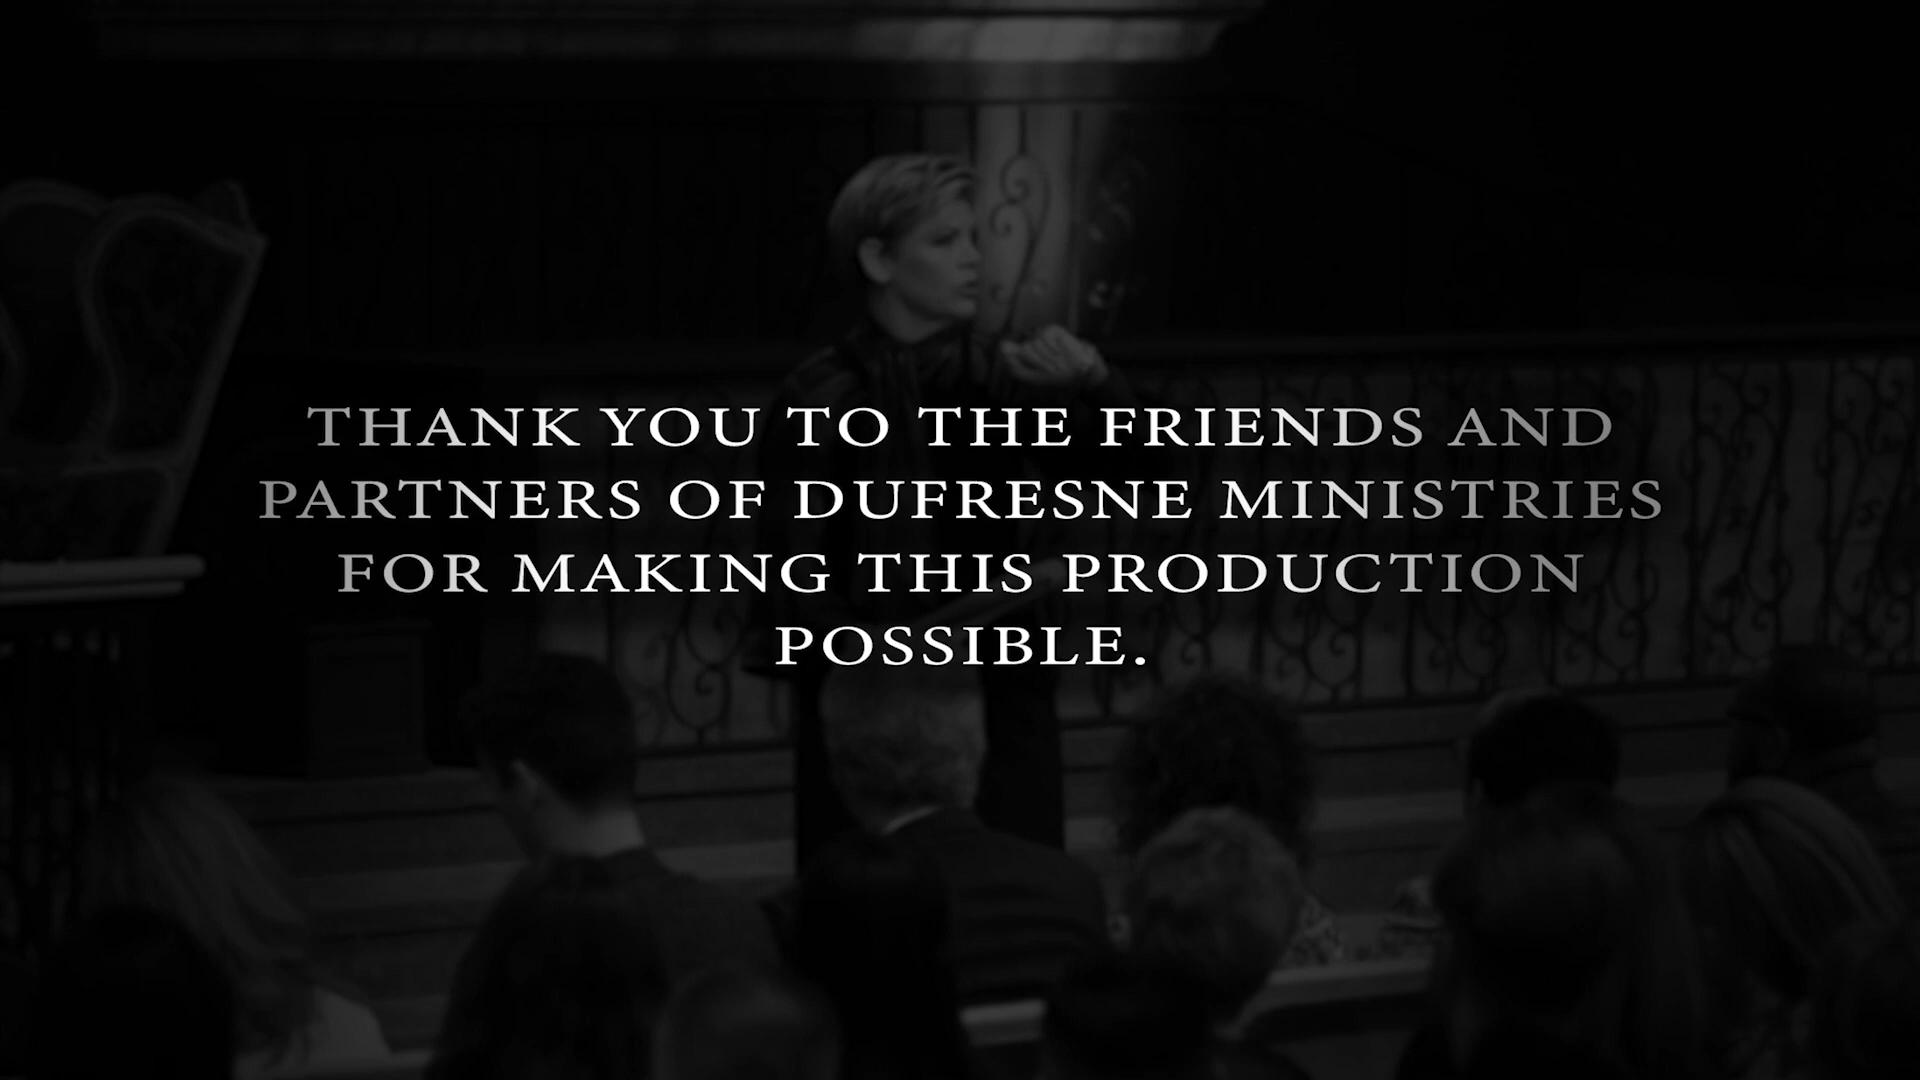 THANK YOU TO THE FRIENDS AND
PARTNERS OF DUFRESNE MINISTRIES
FOR MAKING THIS PRODUCTION
POSSIBLE.